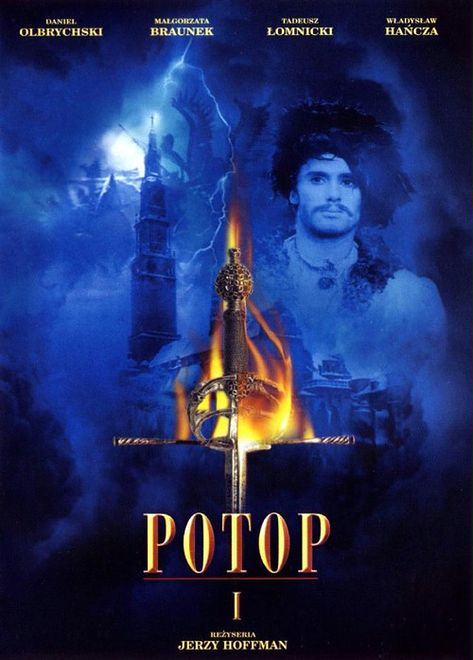 DANIEL
OLBRYCHSKI
MAŁGORZATA
BRAUNEK
TADEUSZ
ŁOMNICKI
WŁADYSŁAW
HAŃCZA
POTOP
I
REŻYSERIA
JERZY HOFFMAN